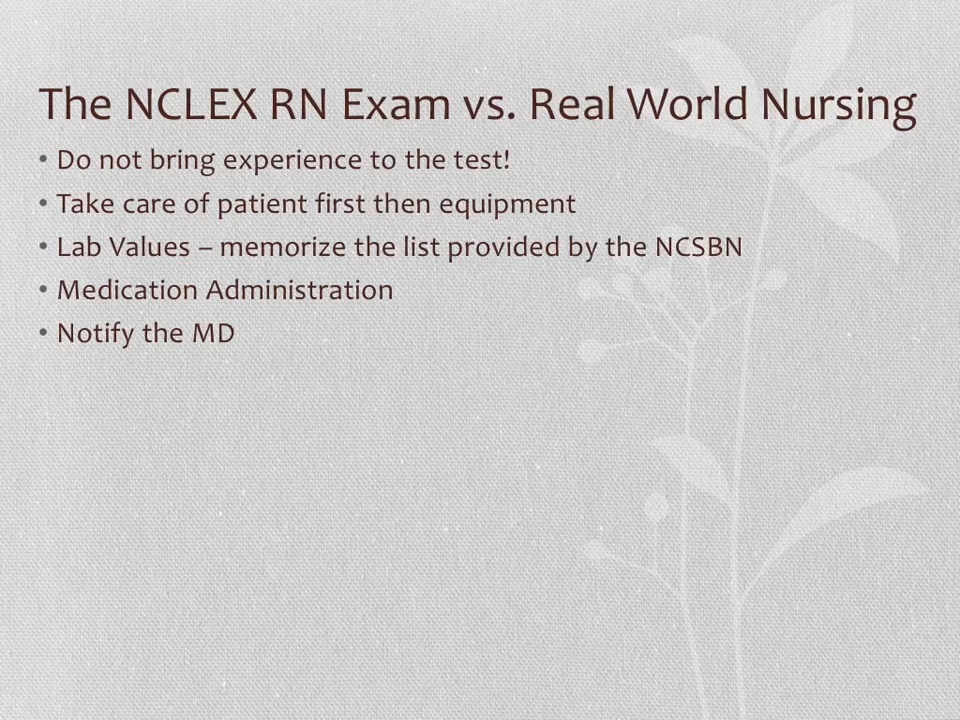 The NCLEX RN Exam vs. Real World Nursing
• Do not bring experience to the test!
• Take care of patient first then equipment
• Lab Values – memorize the list provided by the NCSBN
• Medication Administration
• Notify the MD